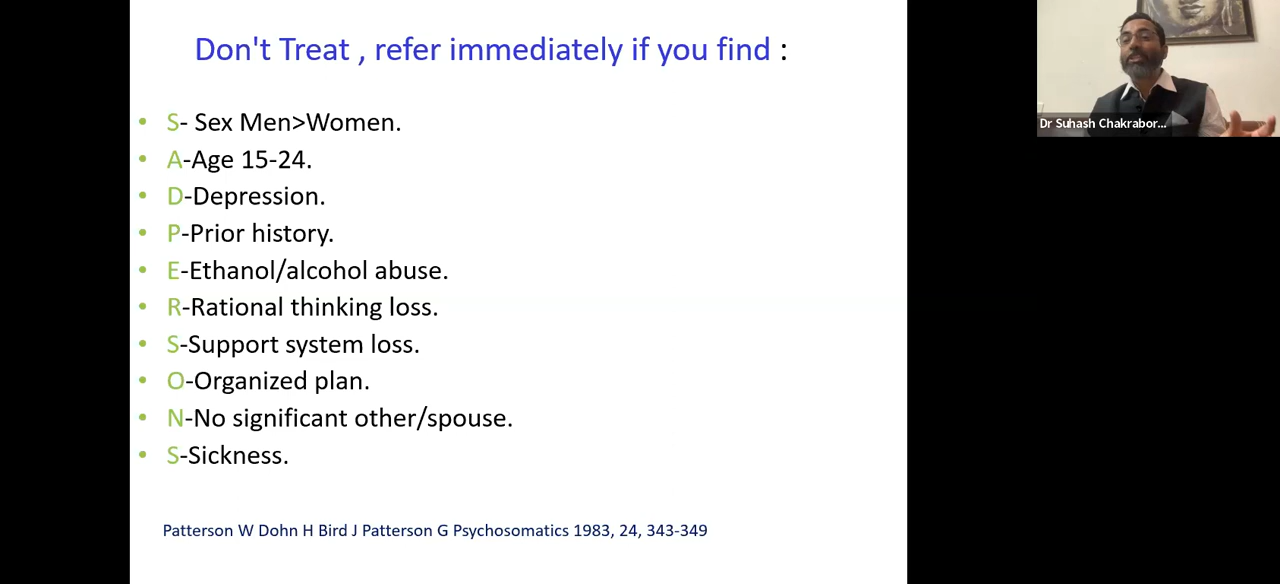 Don't Treat , refer immediately if you find :
• S- Sex Men>Women.
• A-Age 15-24.
• D-Depression.
• P-Prior history.
• E-Ethanol/alcohol abuse.
• R-Rational thinking loss.
• S-Support system loss.
• O-Organized plan.
• N-No significant other/spouse.
• S-Sickness.
Patterson W Dohn H Bird J Patterson G Psychosomatics 1983, 24, 343-349
Dr Suhash Chakrabor...